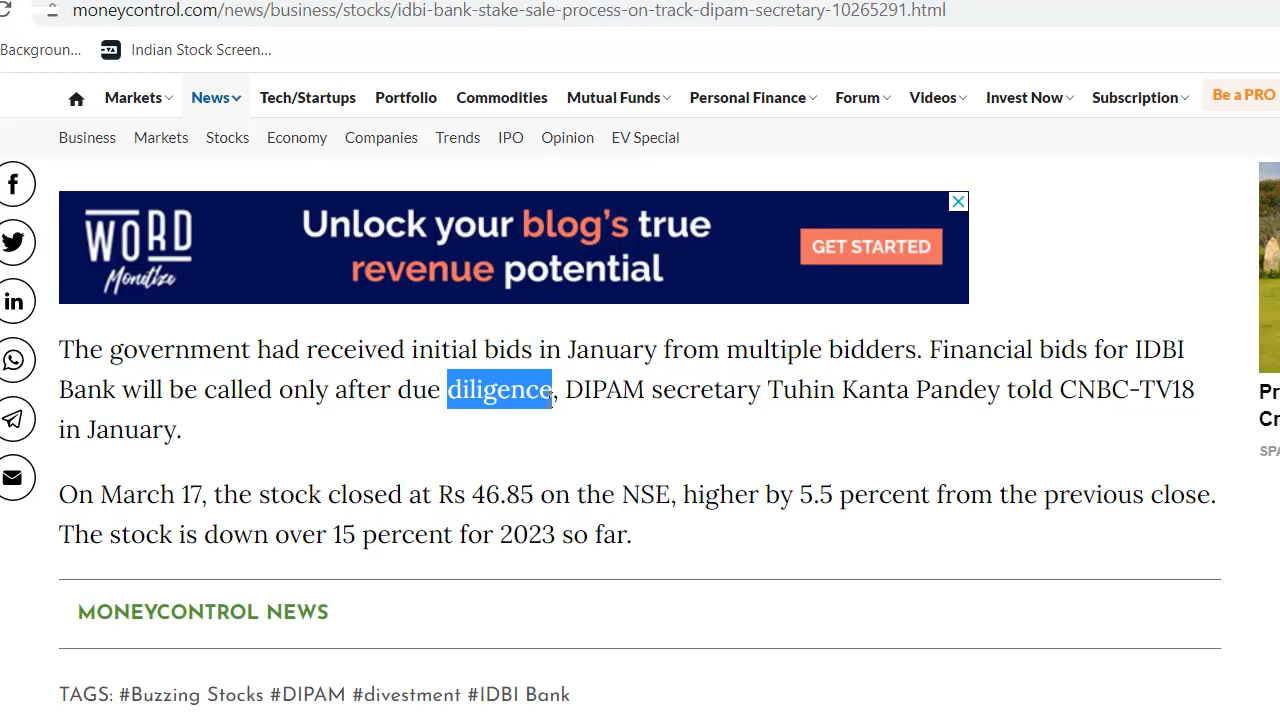 moneycontrol.com/news/business/stocks/idbi-bank-stake-sale-process-on-track-dipam-secretary-10265291.html
Backgroun... Indian Stock Screen...
Markets News Tech/Startups Portfolio Commodities Mutual Funds Personal Finance Forum Videos Invest Now Subscription Be a PRO
Business Markets Stocks Economy Companies Trends IPO Opinion EV Special
WORD
Monetize
Unlock your blog's true
revenue potential
GET STARTED
The government had received initial bids in January from multiple bidders. Financial bids for IDBI
Bank will be called only after due diligence, DIPAM secretary Tuhin Kanta Pandey told CNBC-TV18
in January.
On March 17, the stock closed at Rs 46.85 on the NSE, higher by 5.5 percent from the previous close.
The stock is down over 15 percent for 2023 so far.
MONEYCONTROL NEWS
TAGS: #Buzzing Stocks #DIPAM #divestment #IDBI Bank
Pr
Cr
SPA